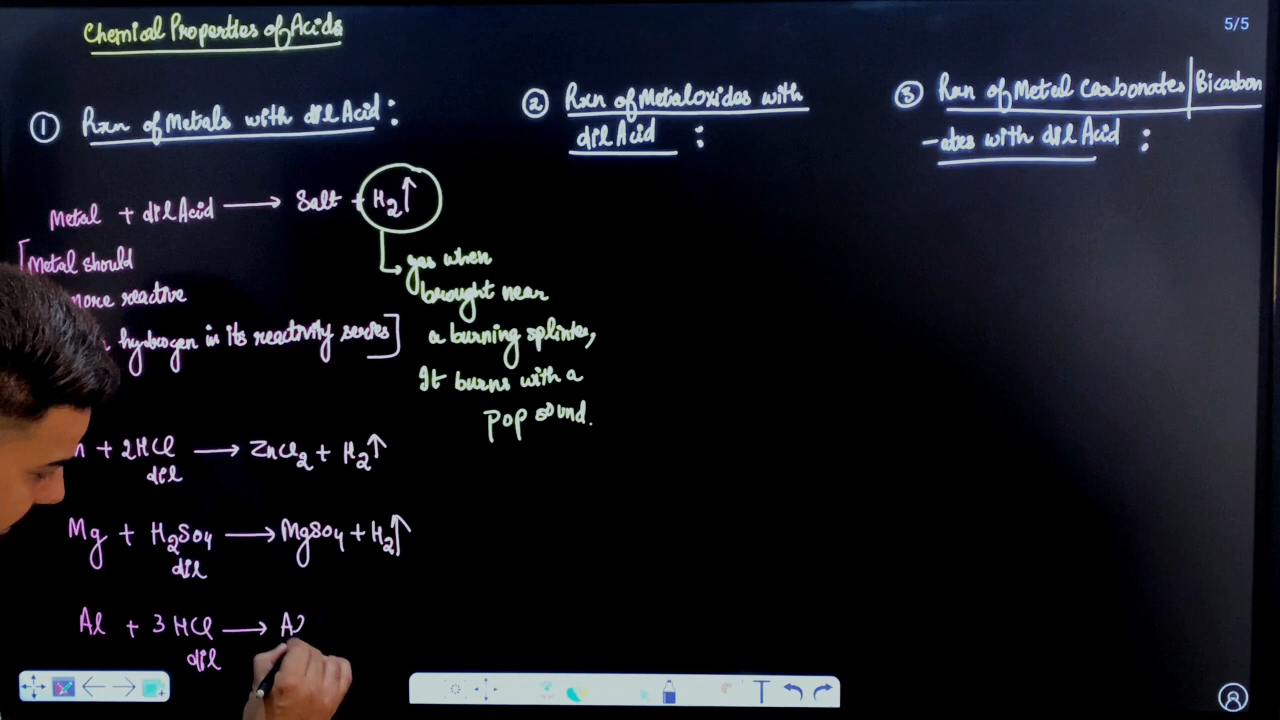 Chemical Properties of Acids
5/5
① Rxn of Metals with dil Acid :
Metal + dil Acid ⟶ Salt + H₂↑
[Metal should
more reactive
hydrogen in its reactivity series]
gas when
brought near
a burning splinter,
It burns with a
pop sound.
+ 2HCl ⟶ ZnCl₂ + H₂↑
dil
Mg + H₂SO₄ ⟶ MgSO₄ + H₂↑
dil
Al + 3HCl ⟶ Al
dil
② Rxn of Metaloxides with
dil Acid :
③ Rxn of Metal Carbonates | Bicarbon
-ates with dil Acid :
T